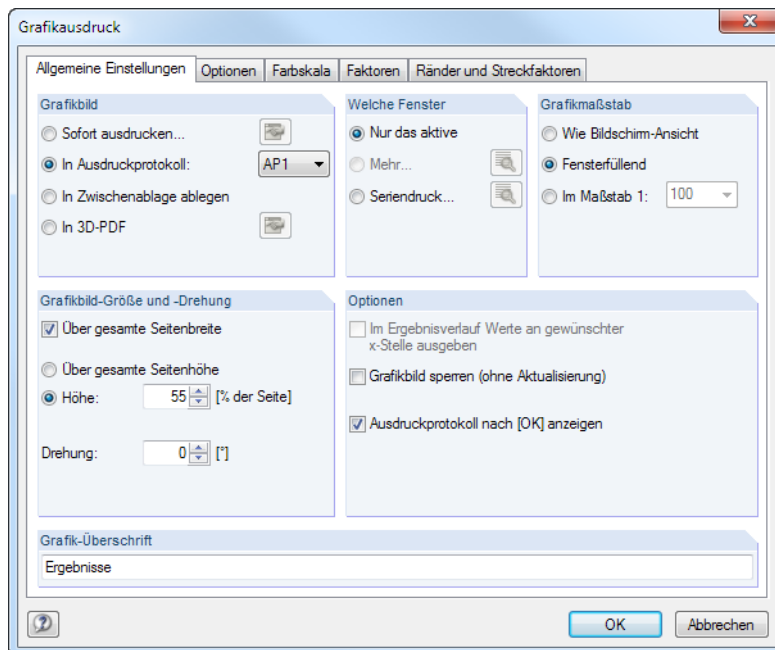 Grafikausdruck
Allgemeine Einstellungen
Optionen
Farbskala
Faktoren
Ränder und Streckfaktoren
Grafikbild
Sofort ausdrucken...
In Ausdruckprotokoll:
AP1
In Zwischenablage ablegen
In 3D-PDF
Welche Fenster
Nur das aktive
Mehr...
Seriendruck...
Grafikmaßstab
Wie Bildschirm-Ansicht
Fensterfüllend
Im Maßstab 1:
100
Grafikbild-Größe und -Drehung
Über gesamte Seitenbreite
Über gesamte Seitenhöhe
Höhe:
55
[% der Seite]
Drehung:
0
[°]
Optionen
Im Ergebnisverlauf Werte an gewünschter
x-Stelle ausgeben
Grafikbild sperren (ohne Aktualisierung)
Ausdruckprotokoll nach [OK] anzeigen
Grafik-Überschrift
Ergebnisse
OK
Abbrechen